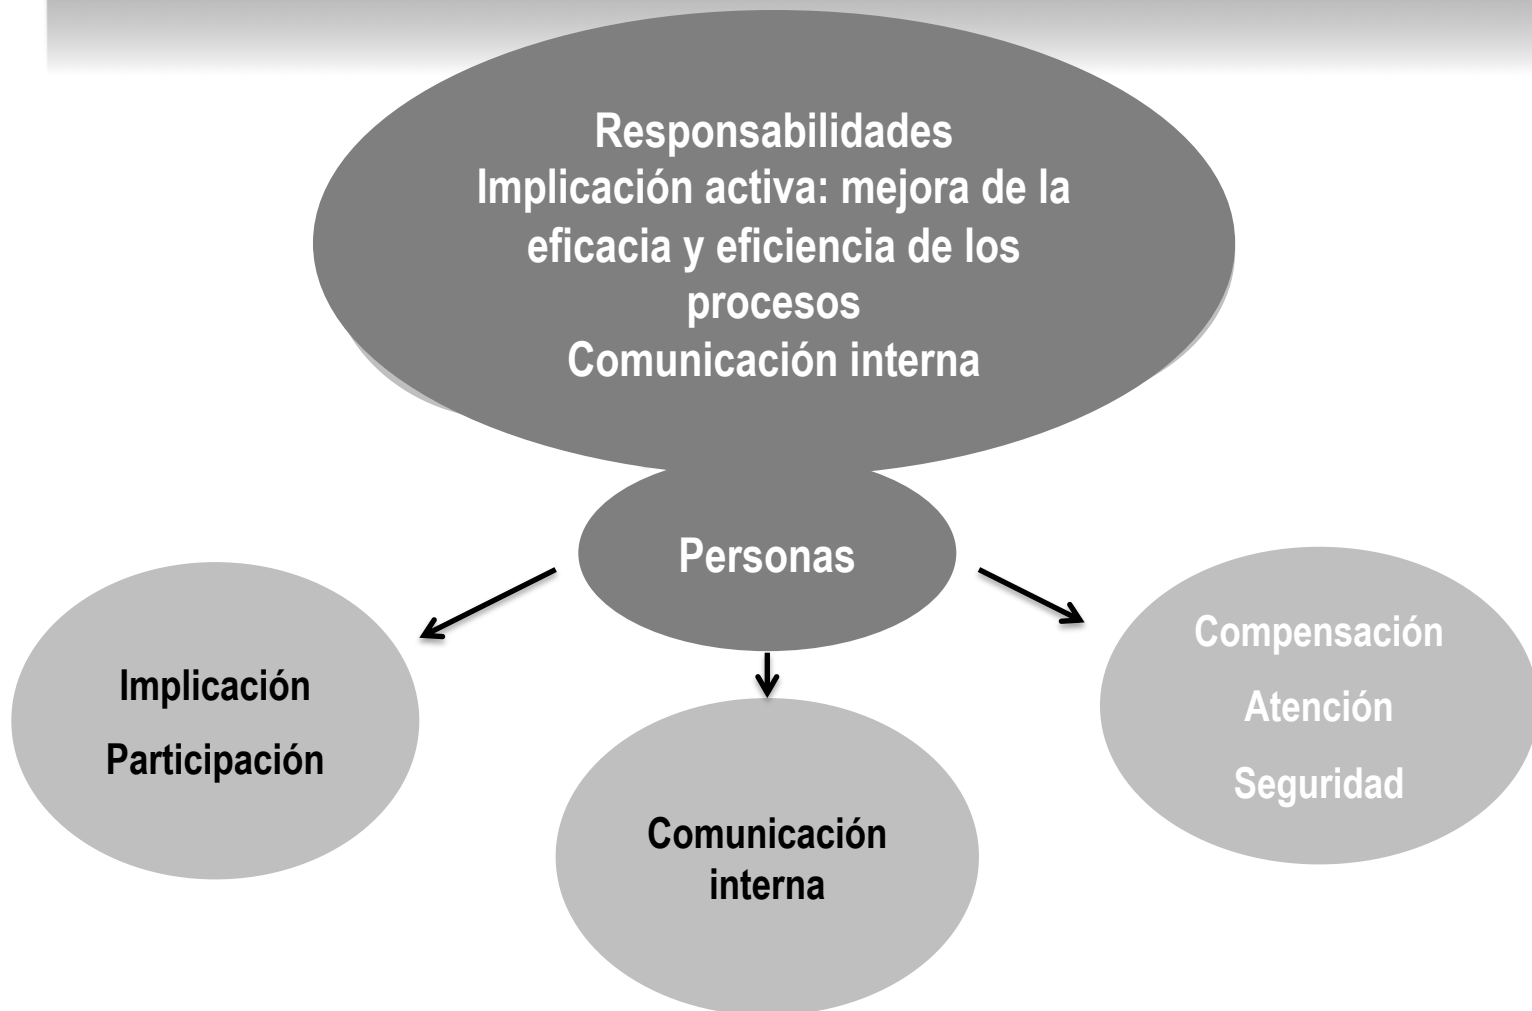 Responsabilidades
Implicación activa: mejora de la
eficacia y eficiencia de los
procesos
Comunicación interna
Personas
Implicación
Participación
Comunicación
interna
Compensación
Atención
Seguridad